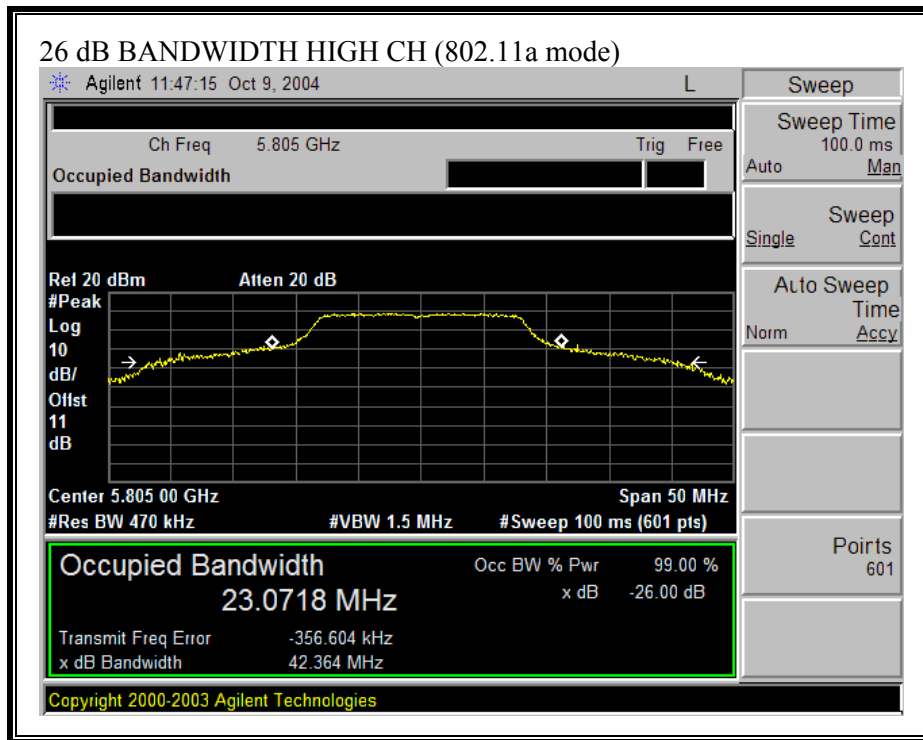 26 dB BANDWIDTH HIGH CH (802.11a mode)
Agilent 11:47:15 Oct 9, 2004 L
Ch Freq 5.805 GHz Trig Free
Occupied Bandwidth
Ref 20 dBm Atten 20 dB
#Peak
Log
10
dB/
Offst
11
dB
Center 5.805 00 GHz Span 50 MHz
#Res BW 470 kHz #VBW 1.5 MHz #Sweep 100 ms (601 pts)
Occupied Bandwidth
23.0718 MHz
Occ BW % Pwr 99.00 %
x dB -26.00 dB
Transmit Freq Error -356.604 kHz
x dB Bandwidth 42.364 MHz
Copyright 2000-2003 Agilent Technologies
Sweep
Sweep Time
100.0 ms
Auto Man
Sweep
Single Cont
Auto Sweep
Time
Norm Accy
Points
601